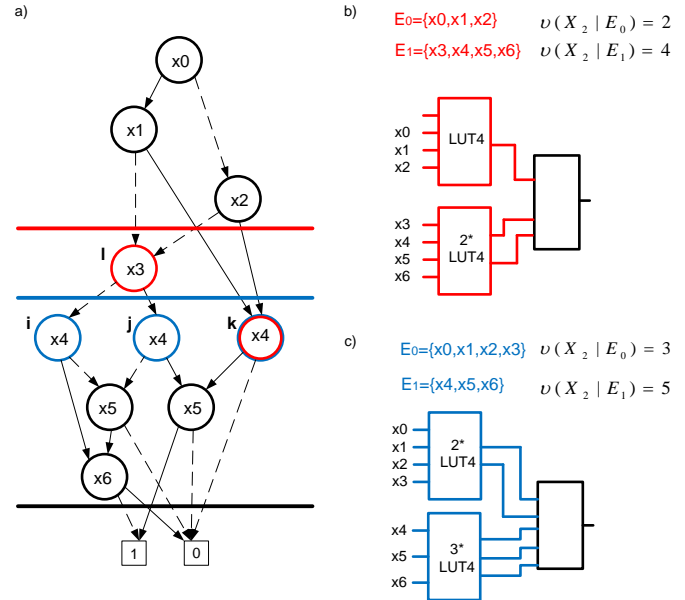 a)
x0
x1
x2
l
x3
i
x4
j
x4
k
x4
x5
x5
x6
1
0
b)
E0={x0,x1,x2}
υ(X2 | E0) = 2
E1={x3,x4,x5,x6}
υ(X2 | E1) = 4
x0
x1
x2
LUT4
x3
x4
x5
x6
2*
LUT4
c)
E0={x0,x1,x2,x3}
υ(X2 | E0) = 3
E1={x4,x5,x6}
υ(X2 | E1) = 5
x0
x1
x2
x3
2*
LUT4
x4
x5
x6
3*
LUT4